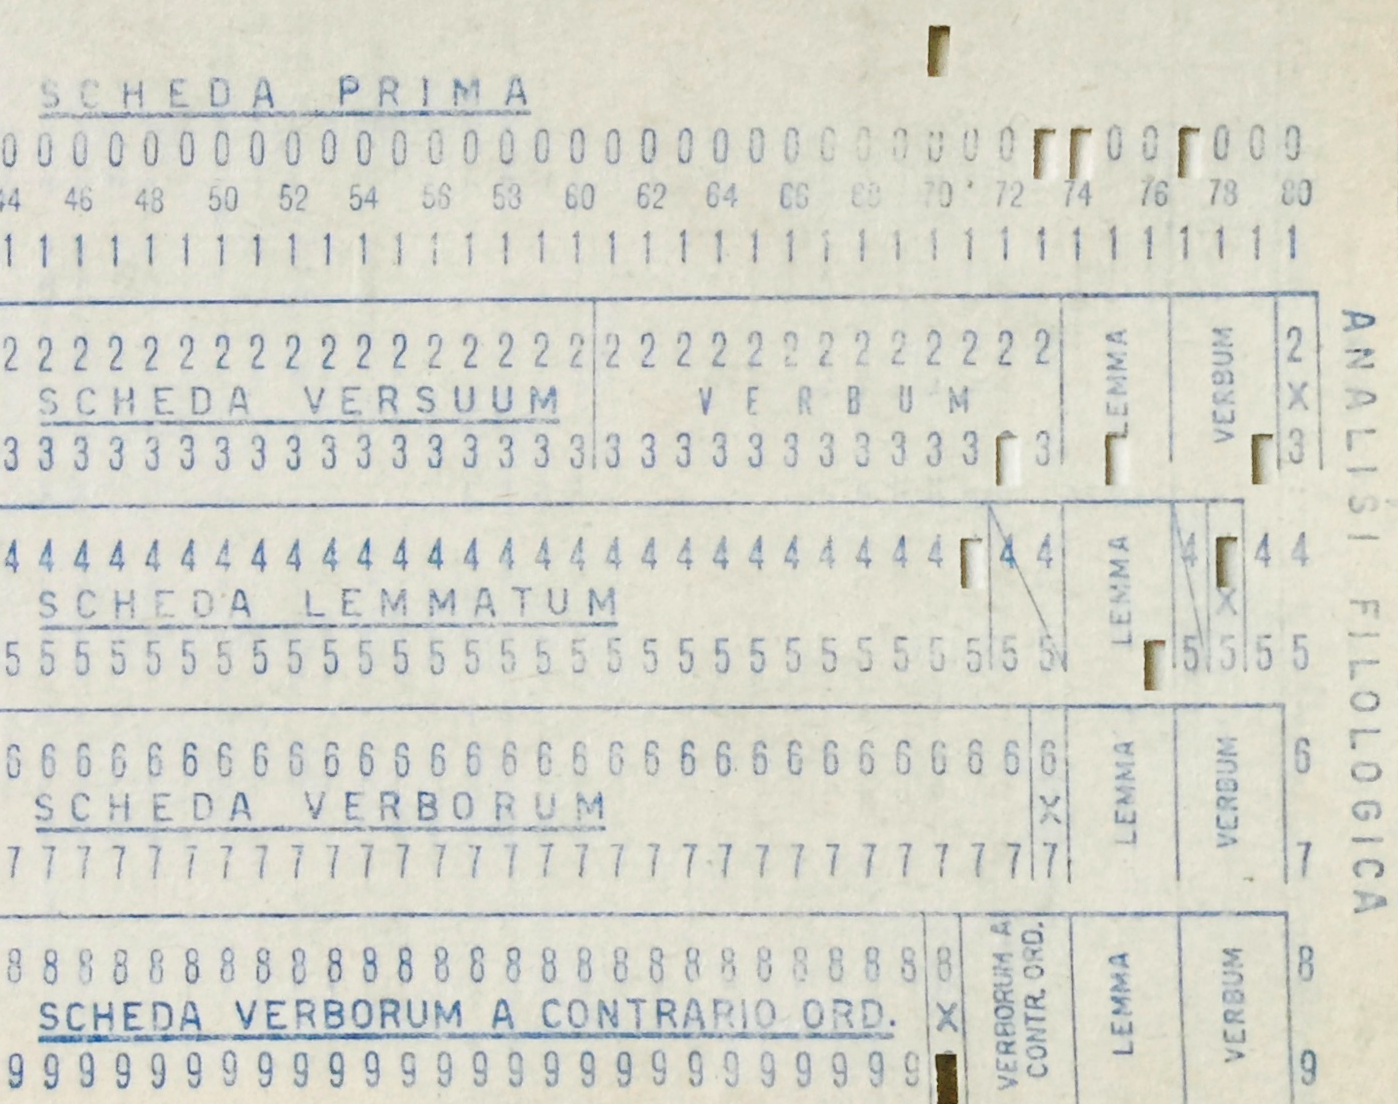 SCHEDA PRIMA
0 0 0 0 0 0 0 0 0 0 0 0 0 0 0 0 0 0 0 0 0 0 0 0 0 0 0 0 0 0 0 0 0 0
44 46 48 50 52 54 56 58 60 62 64 66 68 70 72 74 76 78 80
1 1 1 1 1 1 1 1 1 1 1 1 1 1 1 1 1 1 1 1 1 1 1 1 1 1 1 1 1 1 1 1 1 1 1 1 1
2 2 2 2 2 2 2 2 2 2 2 2 2 2 2 2 2 2 2 2 2 2 2 2 2 2 2 2 2 2 2
SCHEDA VERSUUM VERBUM LEMMA VERBUM X
3 3 3 3 3 3 3 3 3 3 3 3 3 3 3 3 3 3 3 3 3 3 3 3 3 3 3 3 3 3
4 4 4 4 4 4 4 4 4 4 4 4 4 4 4 4 4 4 4 4 4 4 4 4 4 4 4 4 4 4 4 4
SCHEDA LEMMATUM LEMMA X
5 5 5 5 5 5 5 5 5 5 5 5 5 5 5 5 5 5 5 5 5 5 5 5 5 5 5 5 5 5 5 5 5 5
6 6 6 6 6 6 6 6 6 6 6 6 6 6 6 6 6 6 6 6 6 6 6 6 6 6 6 6 6 6 6
SCHEDA VERBORUM X LEMMA VERBUM
7 7 7 7 7 7 7 7 7 7 7 7 7 7 7 7 7 7 7 7 7 7 7 7 7 7 7 7 7 7 7
8 8 8 8 8 8 8 8 8 8 8 8 8 8 8 8 8 8 8 8 8 8 8 8 8 8 8 8
SCHEDA VERBORUM A CONTRARIO ORD. X VERBORUM A CONTR. ORD. LEMMA VERBUM
9 9 9 9 9 9 9 9 9 9 9 9 9 9 9 9 9 9 9 9 9 9 9 9 9 9 9
ANALISI FILOLOGICA